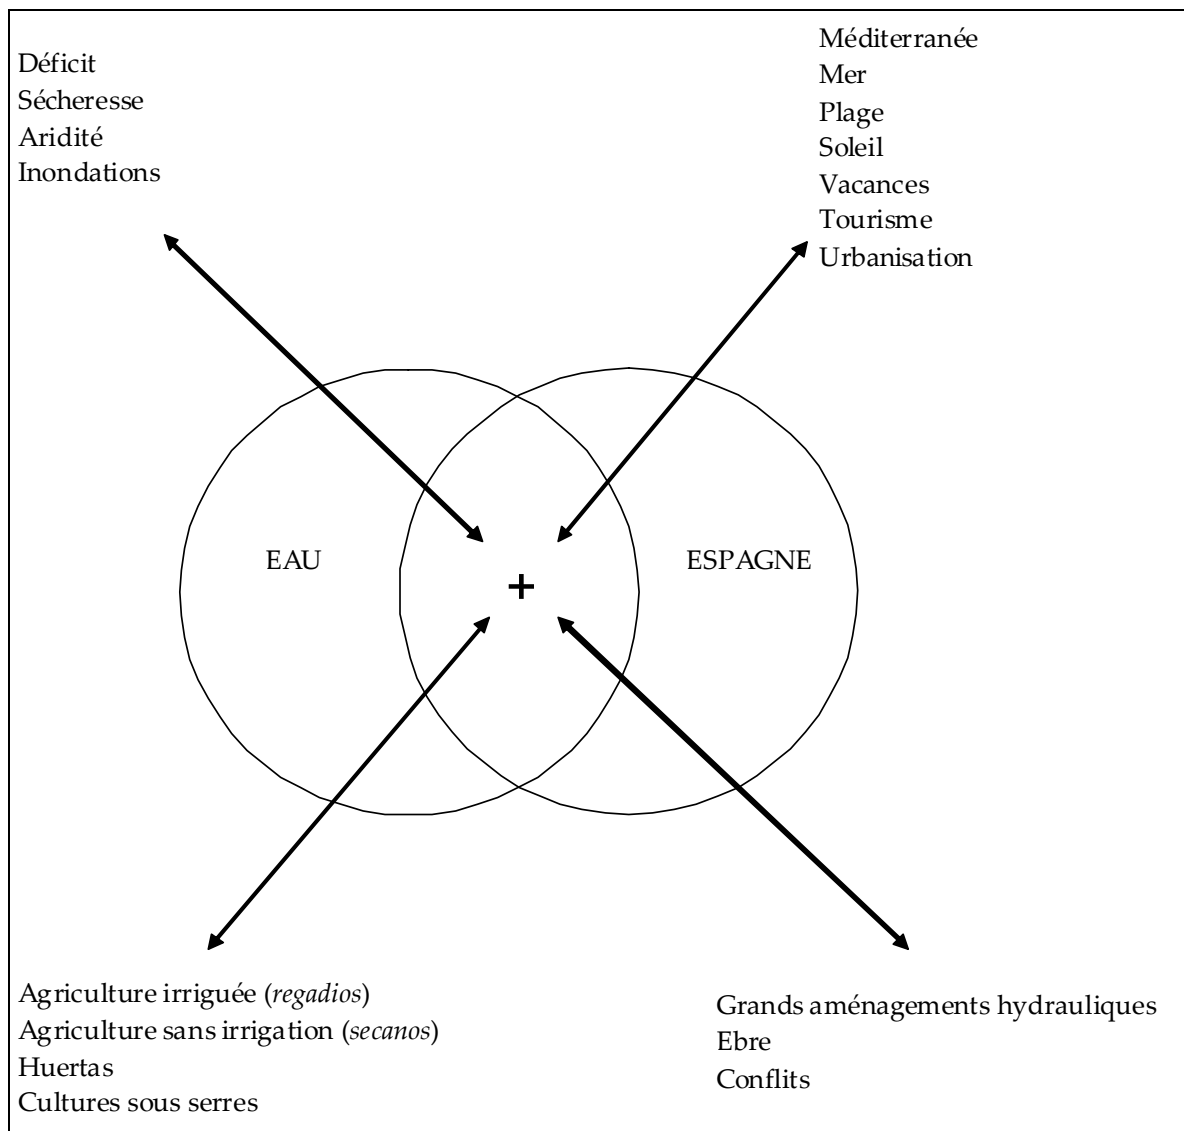 Déficit
Sécheresse
Aridité
Inondations
Méditerranée
Mer
Plage
Soleil
Vacances
Tourisme
Urbanisation
EAU
+
ESPAGNE
Agriculture irriguée (regadios)
Agriculture sans irrigation (secanos)
Huertas
Cultures sous serres
Grands aménagements hydrauliques
Ebre
Conflits